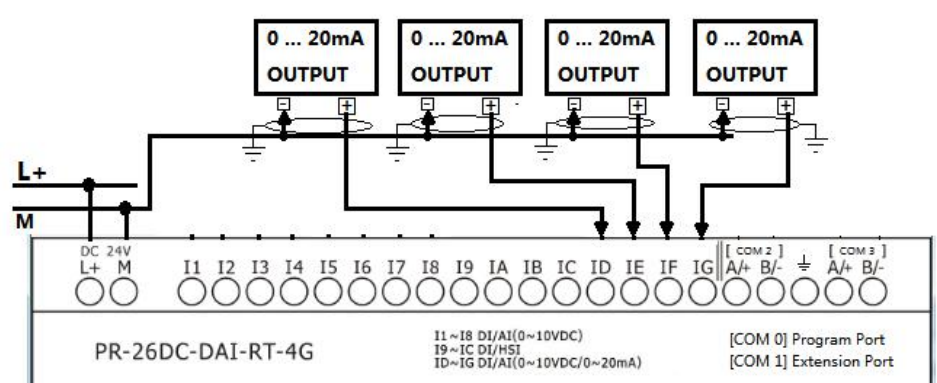 0 ... 20mA 0 ... 20mA 0 ... 20mA 0 ... 20mA
OUTPUT OUTPUT OUTPUT OUTPUT
- + - + - + - +
L+
M
DC 24V [ COM 2 ] [ COM 3 ]
L+ M I1 I2 I3 I4 I5 I6 I7 I8 I9 IA IB IC ID IE IF IG A/+ B/- A/+ B/-
PR-26DC-DAI-RT-4G
I1~I8 DI/AI(0~10VDC)
I9~IC DI/HSI
ID~IG DI/AI(0~10VDC/0~20mA)
[COM 0] Program Port
[COM 1] Extension Port